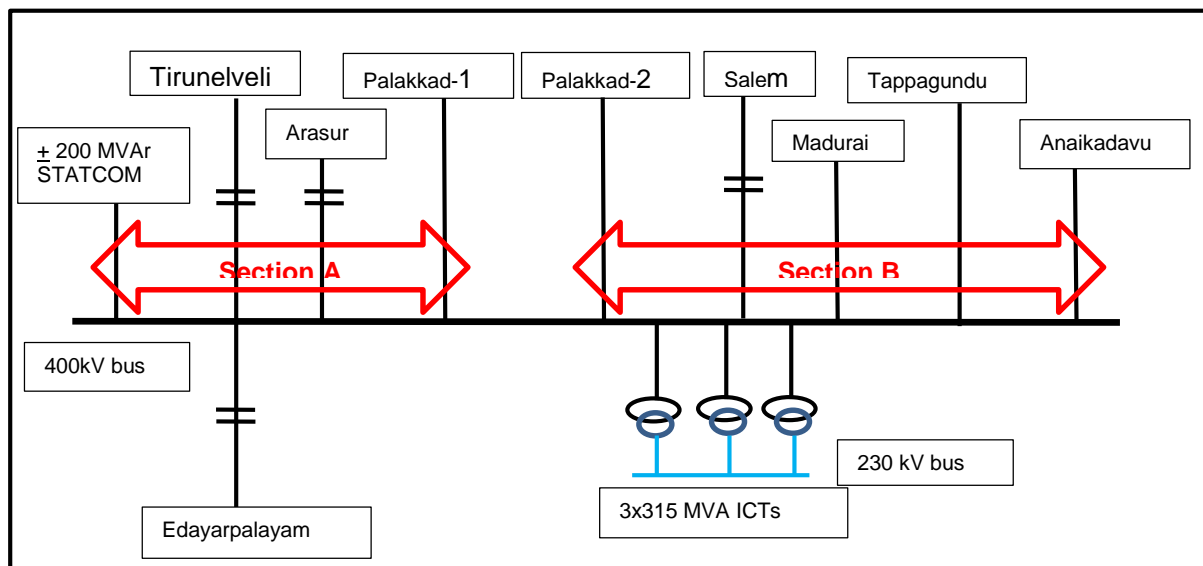 Tirunelveli
Palakkad-1
Palakkad-2
Salem
Tappagundu
Arasur
Madurai
Anaikadavu
± 200 MVAr
STATCOM
Section A
Section B
400kV bus
230 kV bus
3x315 MVA ICTs
Edayarpalayam